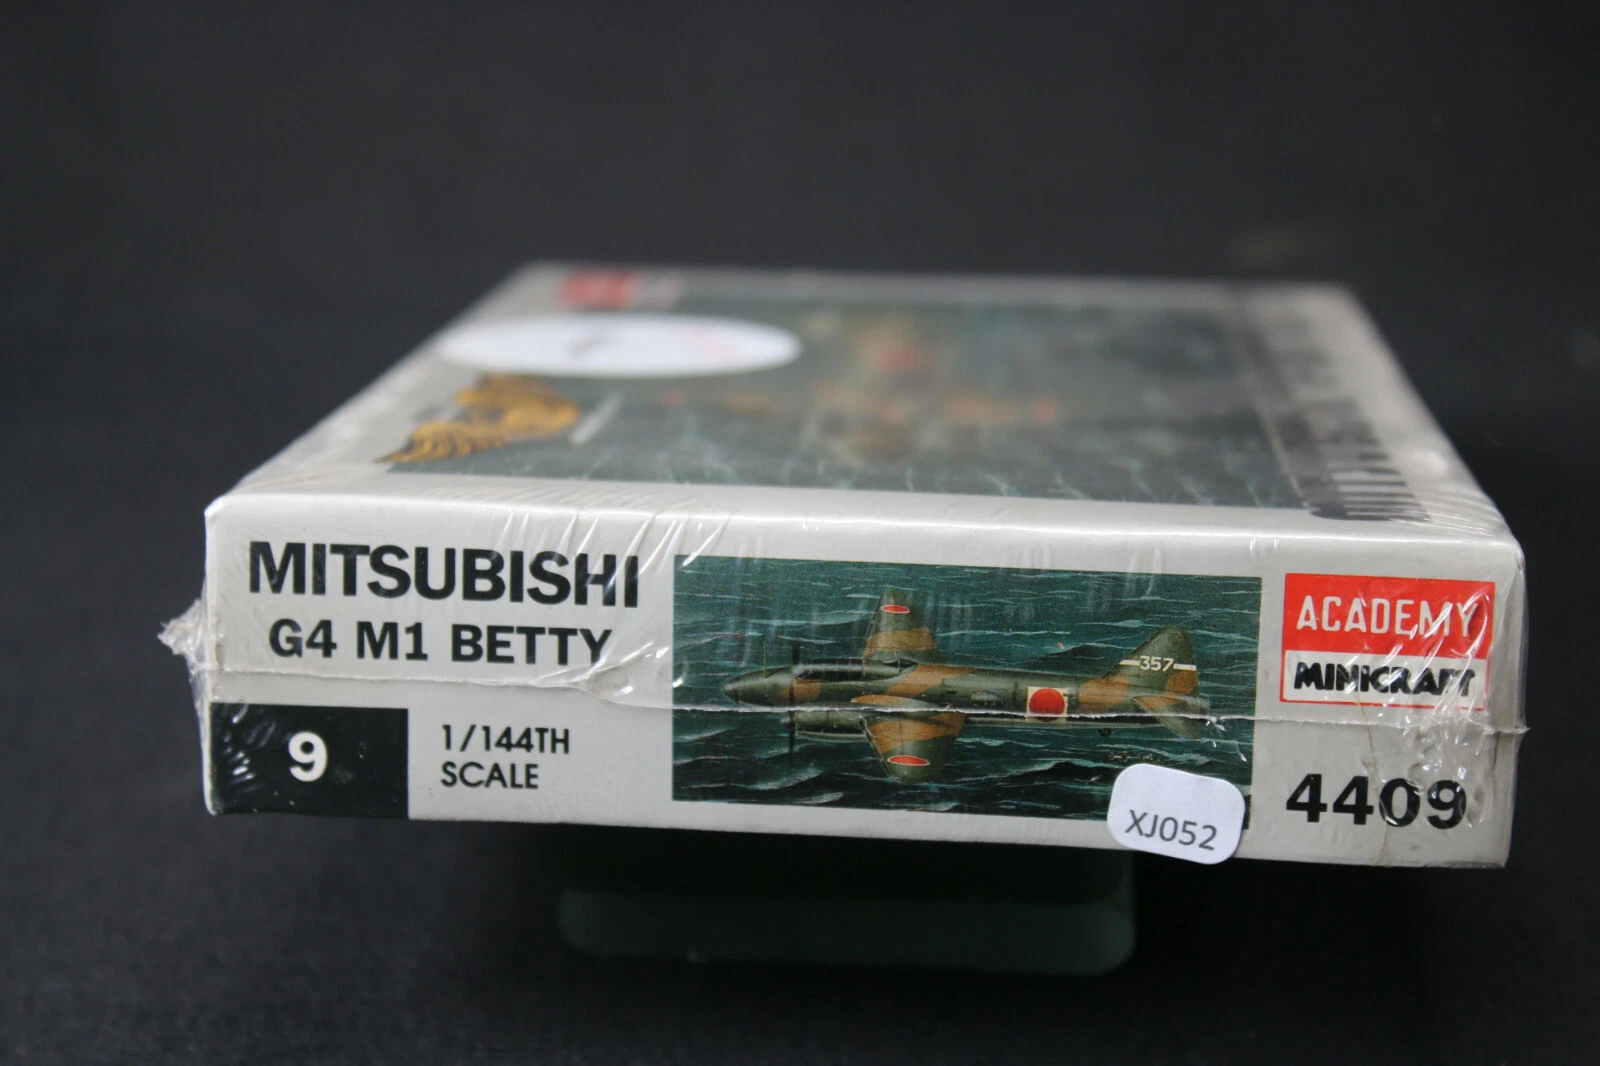 MITSUBISHI
G4 M1 BETTY
9
1/144TH
SCALE
357
XJ052
ACADEMY
MINICRAFT
4409